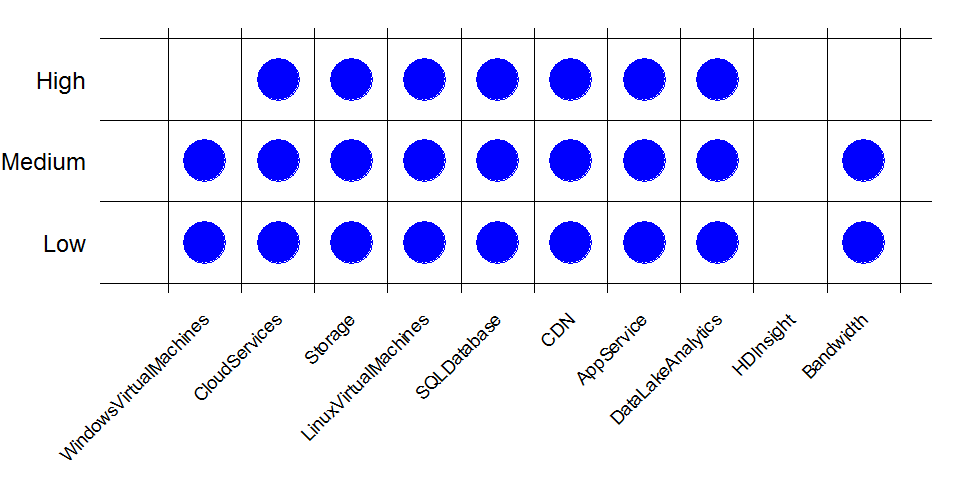 High
Medium
Low
WindowsVirtualMachines
CloudServices
Storage
LinuxVirtualMachines
SQLDatabase
CDN
AppService
DataLakeAnalytics
HDInsight
Bandwidth